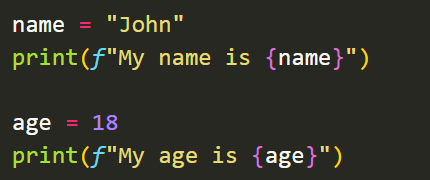 name = "John"
print(f"My name is {name}")
age = 18
print(f"My age is {age}")